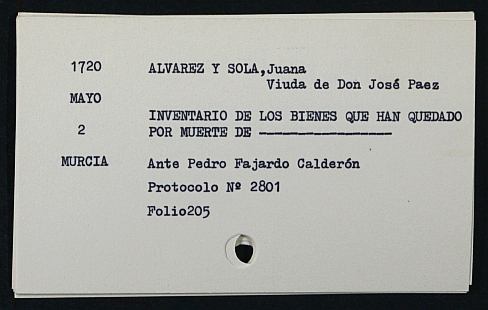 1720 ALVAREZ Y SOLA,Juana
Viuda de Don José Paez
MAYO
INVENTARIO DE LOS BIENES QUE HAN QUEDADO
2 POR MUERTE DE -----------------
MURCIA Ante Pedro Fajardo Calderón
Protocolo Nº 2801
Folio205